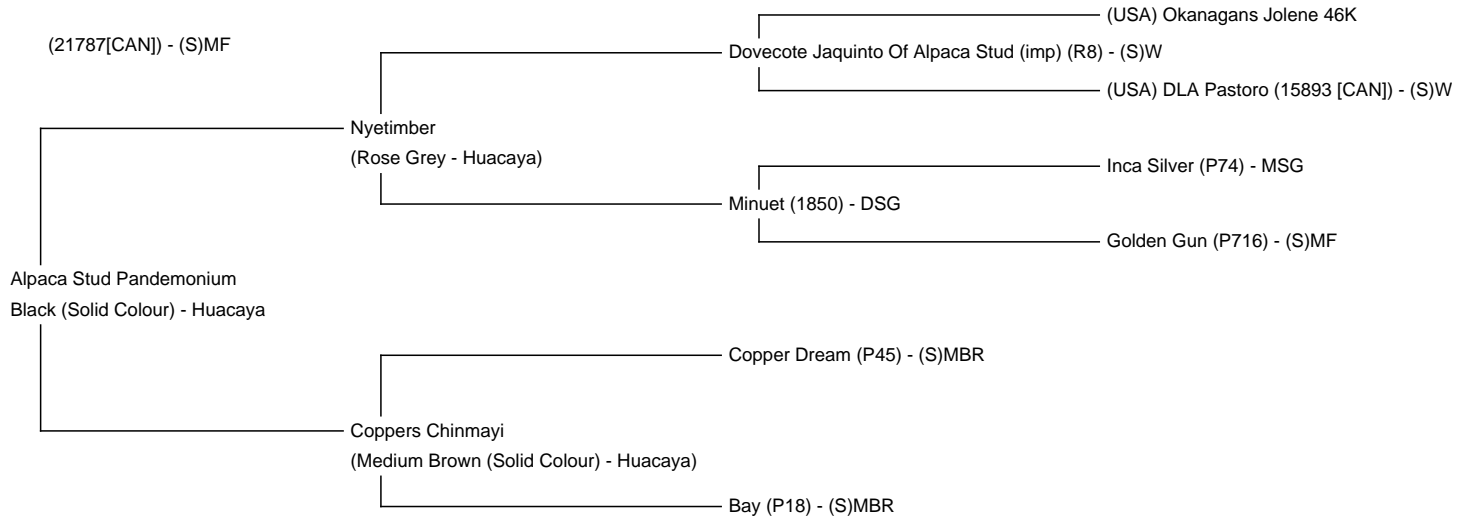 (USA) Okanagans Jolene 46K
(21787[CAN]) - (S)MF
Dovecote Jaquinto Of Alpaca Stud (imp) (R8) - (S)W
(USA) DLA Pastoro (15893 [CAN]) - (S)W
Nyetimber
(Rose Grey - Huacaya)
Inca Silver (P74) - MSG
Minuet (1850) - DSG
Golden Gun (P716) - (S)MF
Alpaca Stud Pandemonium
Black (Solid Colour) - Huacaya
Copper Dream (P45) - (S)MBR
Coppers Chinmayi
(Medium Brown (Solid Colour) - Huacaya)
Bay (P18) - (S)MBR